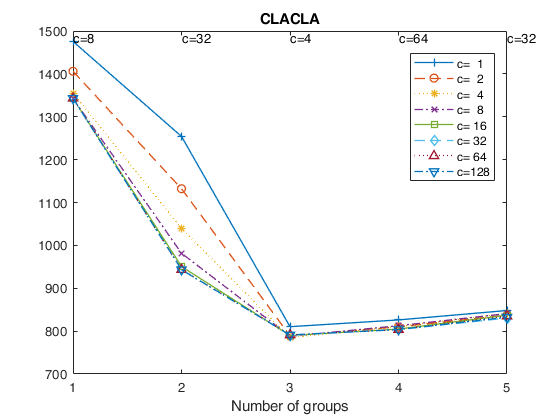 CLACLA
1500
1400
1300
1200
1100
1000
900
800
700
c=8
c=32
c=4
c=64
c=32
c= 1
c= 2
c= 4
c= 8
c= 16
c= 32
c= 64
c=128
1 2 3 4 5
Number of groups